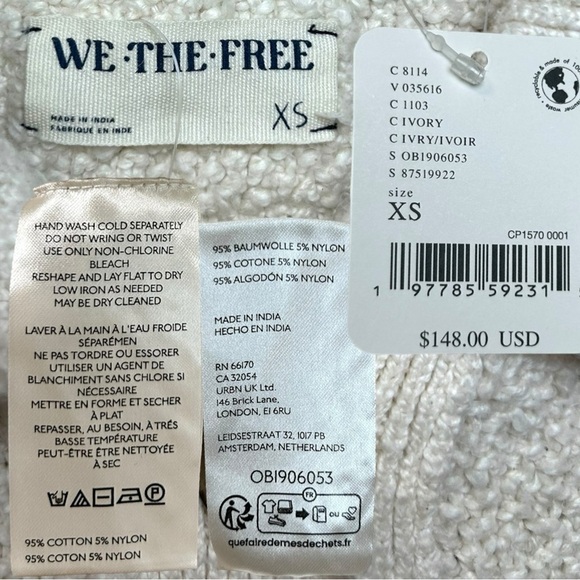 WE·THE·FREE
MADE IN INDIA
FABRIQUÉ EN INDE
XS
HAND WASH COLD SEPARATELY
DO NOT WRING OR TWIST
USE ONLY NON-CHLORINE
BLEACH
RESHAPE AND LAY FLAT TO DRY
LOW IRON AS NEEDED
MAY BE DRY CLEANED
LAVER À LA MAIN À L'EAU FROIDE
SÉPARÉMEN
NE PAS TORDRE OU ESSORER
UTILISER UN AGENT DE
BLANCHIMENT SANS CHLORE SI
NÉCESSAIRE
METTRE EN FORME ET SECHER
À PLAT
REPASSER, AU BESOIN, À TRÈS
BASSE TEMPÉRATURE
PEUT-ÊTRE ÊTRE NETTOYÉE
À SEC
P
95% COTTON 5% NYLON
95% COTON 5% NYLON
95% BAUMWOLLE 5% NYLON
95% COTONE 5% NYLON
95% ALGODÓN 5% NYLON
MADE IN INDIA
HECHO EN INDIA
RN 66170
CA 32054
URBN UK Ltd.
146 Brick Lane,
LONDON, E1 6RU
LEIDSESTRAAT 32, 1017 PB
AMSTERDAM, NETHERLANDS
OB1906053
FR
OU
quefairedemesdechets.fr
C 8114
V 035616
C 1103
C IVORY
C IVRY/IVOIR
S OB1906053
S 87519922
size
XS
CP1570 0001
1 97785 59231
$148.00 USD
recyclable & made of 100